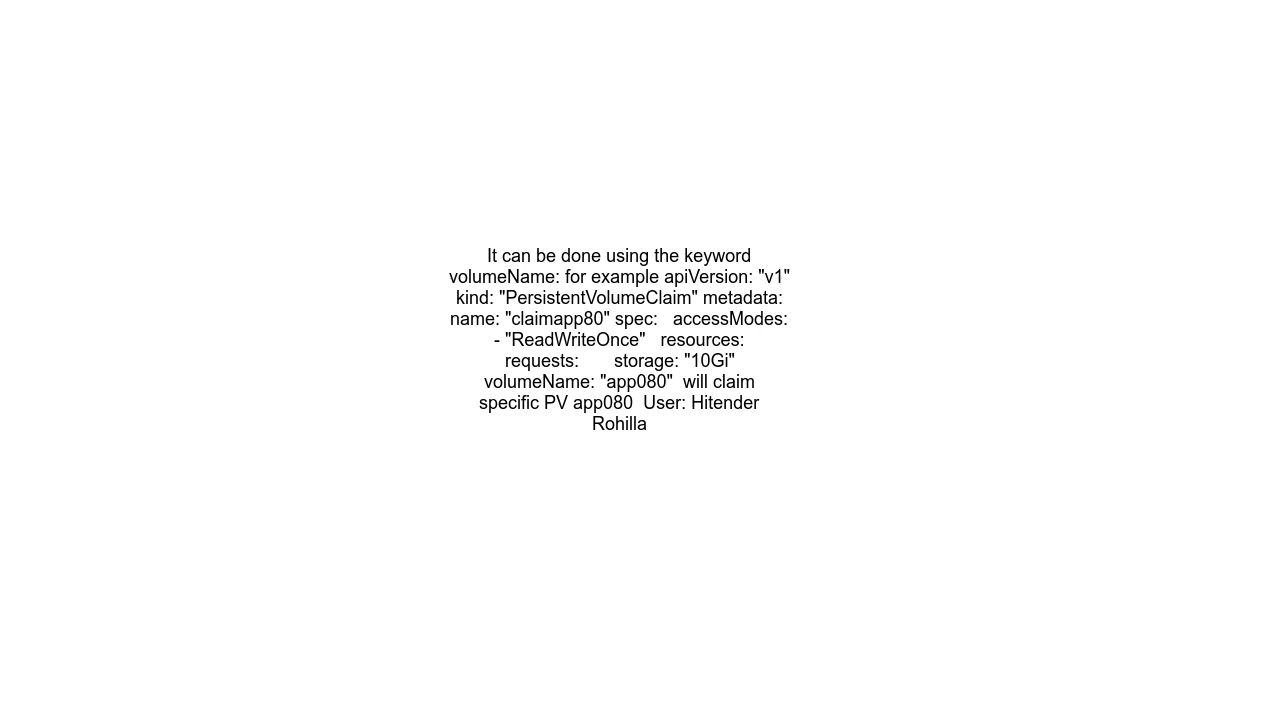 It can be done using the keyword
volumeName: for example apiVersion: "v1"
kind: "PersistentVolumeClaim" metadata:
name: "claimapp80" spec:   accessModes:
- "ReadWriteOnce"   resources:
requests:       storage: "10Gi"
volumeName: "app080"  will claim
specific PV app080  User: Hitender
Rohilla